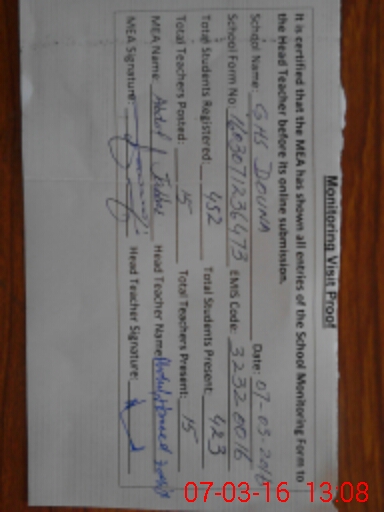 Monitoring Visit Proof
It is certified that the MEA has shown all entries of the School Monitoring Form to
the Head Teacher before its online submission.
School Name: GHS DOUNA Date: 07-03-2016
School Form No: 1603071236473 EMIS Code: 32320016
Total Students Registered: 452 Total Students Present: 423
Total Teachers Posted: 15 Total Teachers Present: 15
MEA Name: Abdul Jabbar Head Teacher Name:
MEA Signature: Head Teacher Signature:
07-03-16 13.08